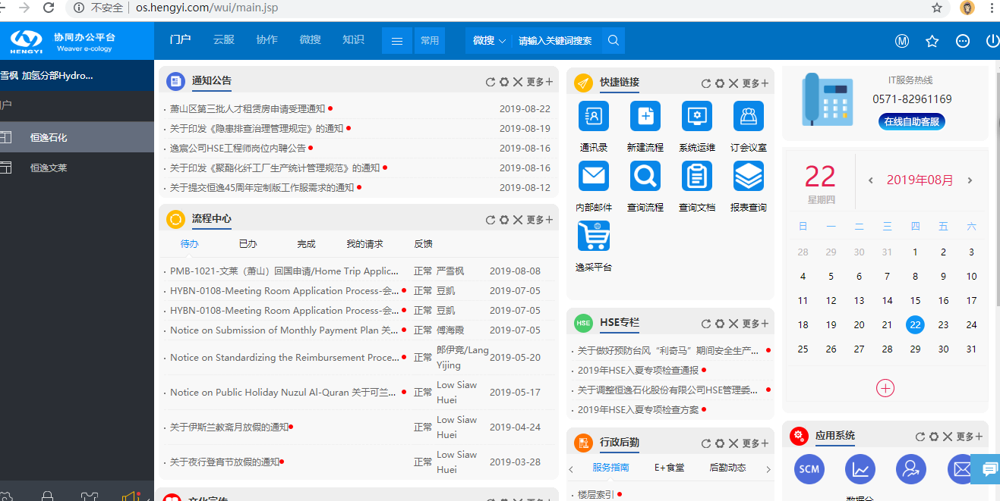 不安全
os.hengyi.com/wui/main.jsp
HENGYI
协同办公平台
Weaver e-cology
门户 云服 协作 微搜 知识 常用
微搜 请输入关键词搜索
M
雪枫 加氢分部Hydro...
户
恒逸石化
恒逸文莱
通知公告 更多+
萧山区第三批人才租赁房申请受理通知 2019-08-22
关于印发《隐患排查治理管理规定》的通知 2019-08-19
逸宸公司HSE工程师岗位内聘公告 2019-08-16
关于印发《聚酯化纤工厂生产统计管理规范》的通知 2019-08-16
关于提交恒逸45周年定制版工作服需求的通知 2019-08-12
流程中心 更多+
待办 已办 完成 我的请求 反馈
PMB-1021-文莱（萧山）回国申请/Home Trip Applic... 正常 严雪枫 2019-08-08
HYBN-0108-Meeting Room Application Process-会... 正常 豆凯 2019-07-05
HYBN-0108-Meeting Room Application Process-会... 正常 豆凯 2019-07-05
Notice on Submission of Monthly Payment Plan 关... 正常 傅海霞 2019-07-05
Notice on Standardizing the Reimbursement Proce... 正常 郎伊竞/Lang Yijing 2019-05-20
Notice on Public Holiday Nuzul Al-Quran 关于可兰... 正常 Low Siaw Huei 2019-05-17
关于伊斯兰教斋月放假的通知 正常 Low Siaw Huei 2019-04-24
关于夜行登宵节放假的通知 正常 Low Siaw Huei 2019-03-28
更多+
快捷链接 更多+
通讯录 新建流程 系统运维 订会议室
内部邮件 查询流程 查询文档 报表查询
逸采平台
HSE HSE专栏 更多+
关于做好预防台风“利奇马”期间安全生产...
2019年HSE入夏专项检查通报
关于调整恒逸石化股份有限公司HSE管理委...
2019年HSE入夏专项检查方案
行政后勤 更多+
服务指南 E+食堂 后勤动态
楼层索引
IT服务热线
0571-82961169
在线自助客服
22
星期四
2019年08月
日 一 二 三 四 五 六
28 29 30 31 1 2 3
4 5 6 7 8 9 10
11 12 13 14 15 16 17
18 19 20 21 22 23 24
25 26 27 28 29 30 31
应用系统 更多+
SCM